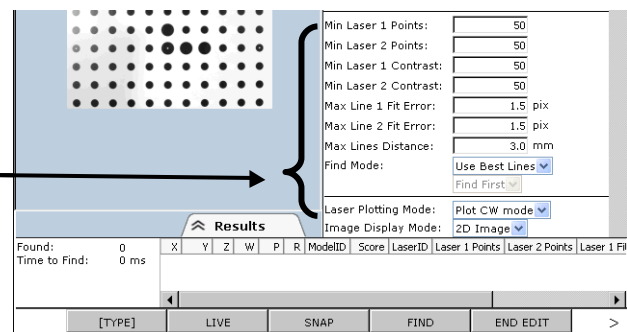 Min Laser 1 Points: 50
Min Laser 2 Points: 50
Min Laser 1 Contrast: 50
Min Laser 2 Contrast: 50
Max Line 1 Fit Error: 1.5 pix
Max Line 2 Fit Error: 1.5 pix
Max Lines Distance: 3.0 mm
Find Mode: Use Best Lines
Find First
Laser Plotting Mode: Plot CW mode
Image Display Mode: 2D Image
Results
Found: 0
Time to Find: 0 ms
X Y Z W P R ModelID Score LaserID Laser 1 Points Laser 2 Points Laser 1 Fi
[TYPE] LIVE SNAP FIND END EDIT >